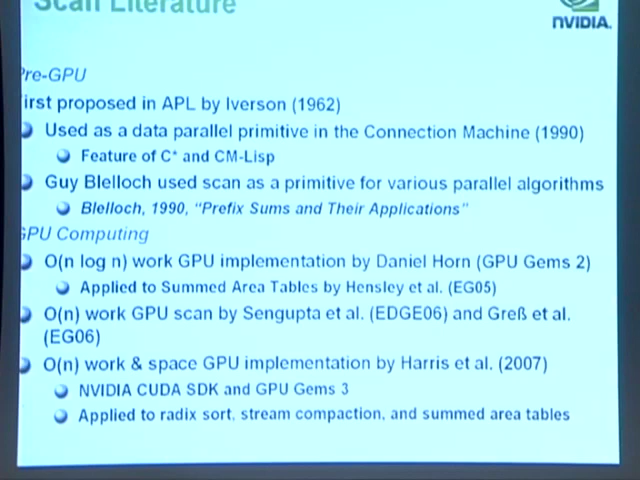 Scan Literature
NVIDIA.
Pre-GPU
irst proposed in APL by Iverson (1962)
Used as a data parallel primitive in the Connection Machine (1990)
Feature of C* and CM-Lisp
Guy Blelloch used scan as a primitive for various parallel algorithms
Blelloch, 1990, “Prefix Sums and Their Applications”
GPU Computing
O(n log n) work GPU implementation by Daniel Horn (GPU Gems 2)
Applied to Summed Area Tables by Hensley et al. (EG05)
O(n) work GPU scan by Sengupta et al. (EDGE06) and Greß et al.
(EG06)
O(n) work & space GPU implementation by Harris et al. (2007)
NVIDIA CUDA SDK and GPU Gems 3
Applied to radix sort, stream compaction, and summed area tables